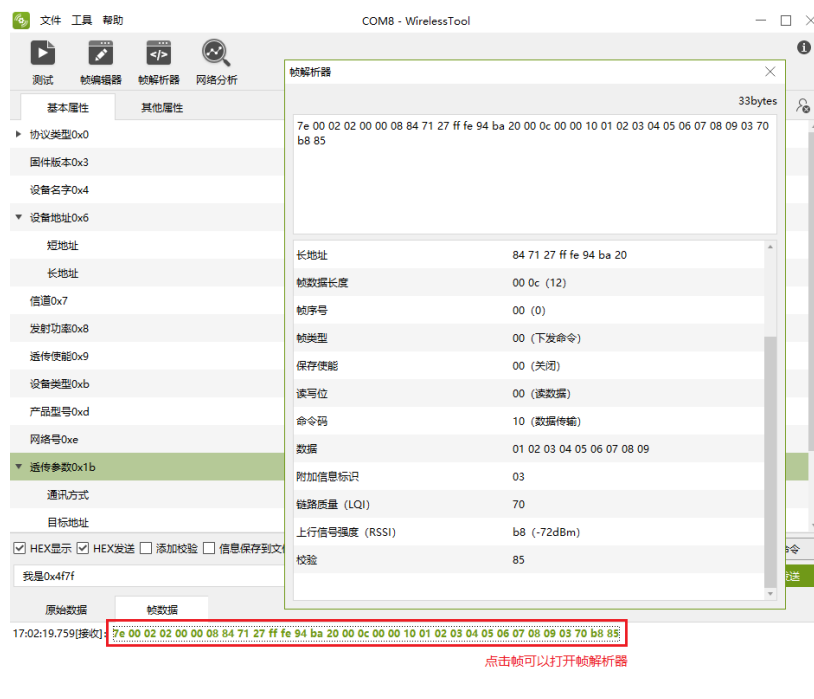 文件 工具 帮助
COM8 - WirelessTool
测试 帧编辑器 帧解析器 网络分析
基本属性 其他属性
协议类型0x0
固件版本0x3
设备名字0x4
设备地址0x6
短地址
长地址
信道0x7
发射功率0x8
透传使能0x9
设备类型0xb
产品型号0xd
网络号0xe
透传参数0x1b
通讯方式
目标地址
帧解析器
33bytes
7e 00 02 02 00 00 08 84 71 27 ff fe 94 ba 20 00 0c 00 00 10 01 02 03 04 05 06 07 08 09 03 70
b8 85
长地址 84 71 27 ff fe 94 ba 20
帧数据长度 00 0c（12）
帧序号 00（0）
帧类型 00（下发命令）
保存使能 00（关闭）
读写位 00（读数据）
命令码 10（数据传输）
数据 01 02 03 04 05 06 07 08 09
附加信息标识 03
链路质量（LQI） 70
上行信号强度（RSSI） b8（-72dBm）
校验 85
HEX显示 HEX发送 添加校验 信息保存到文
令
我是0x4f7f
送
原始数据 帧数据
17:02:19.759[接收]: 7e 00 02 02 00 00 08 84 71 27 ff fe 94 ba 20 00 0c 00 00 10 01 02 03 04 05 06 07 08 09 03 70 b8 85
点击帧可以打开帧解析器